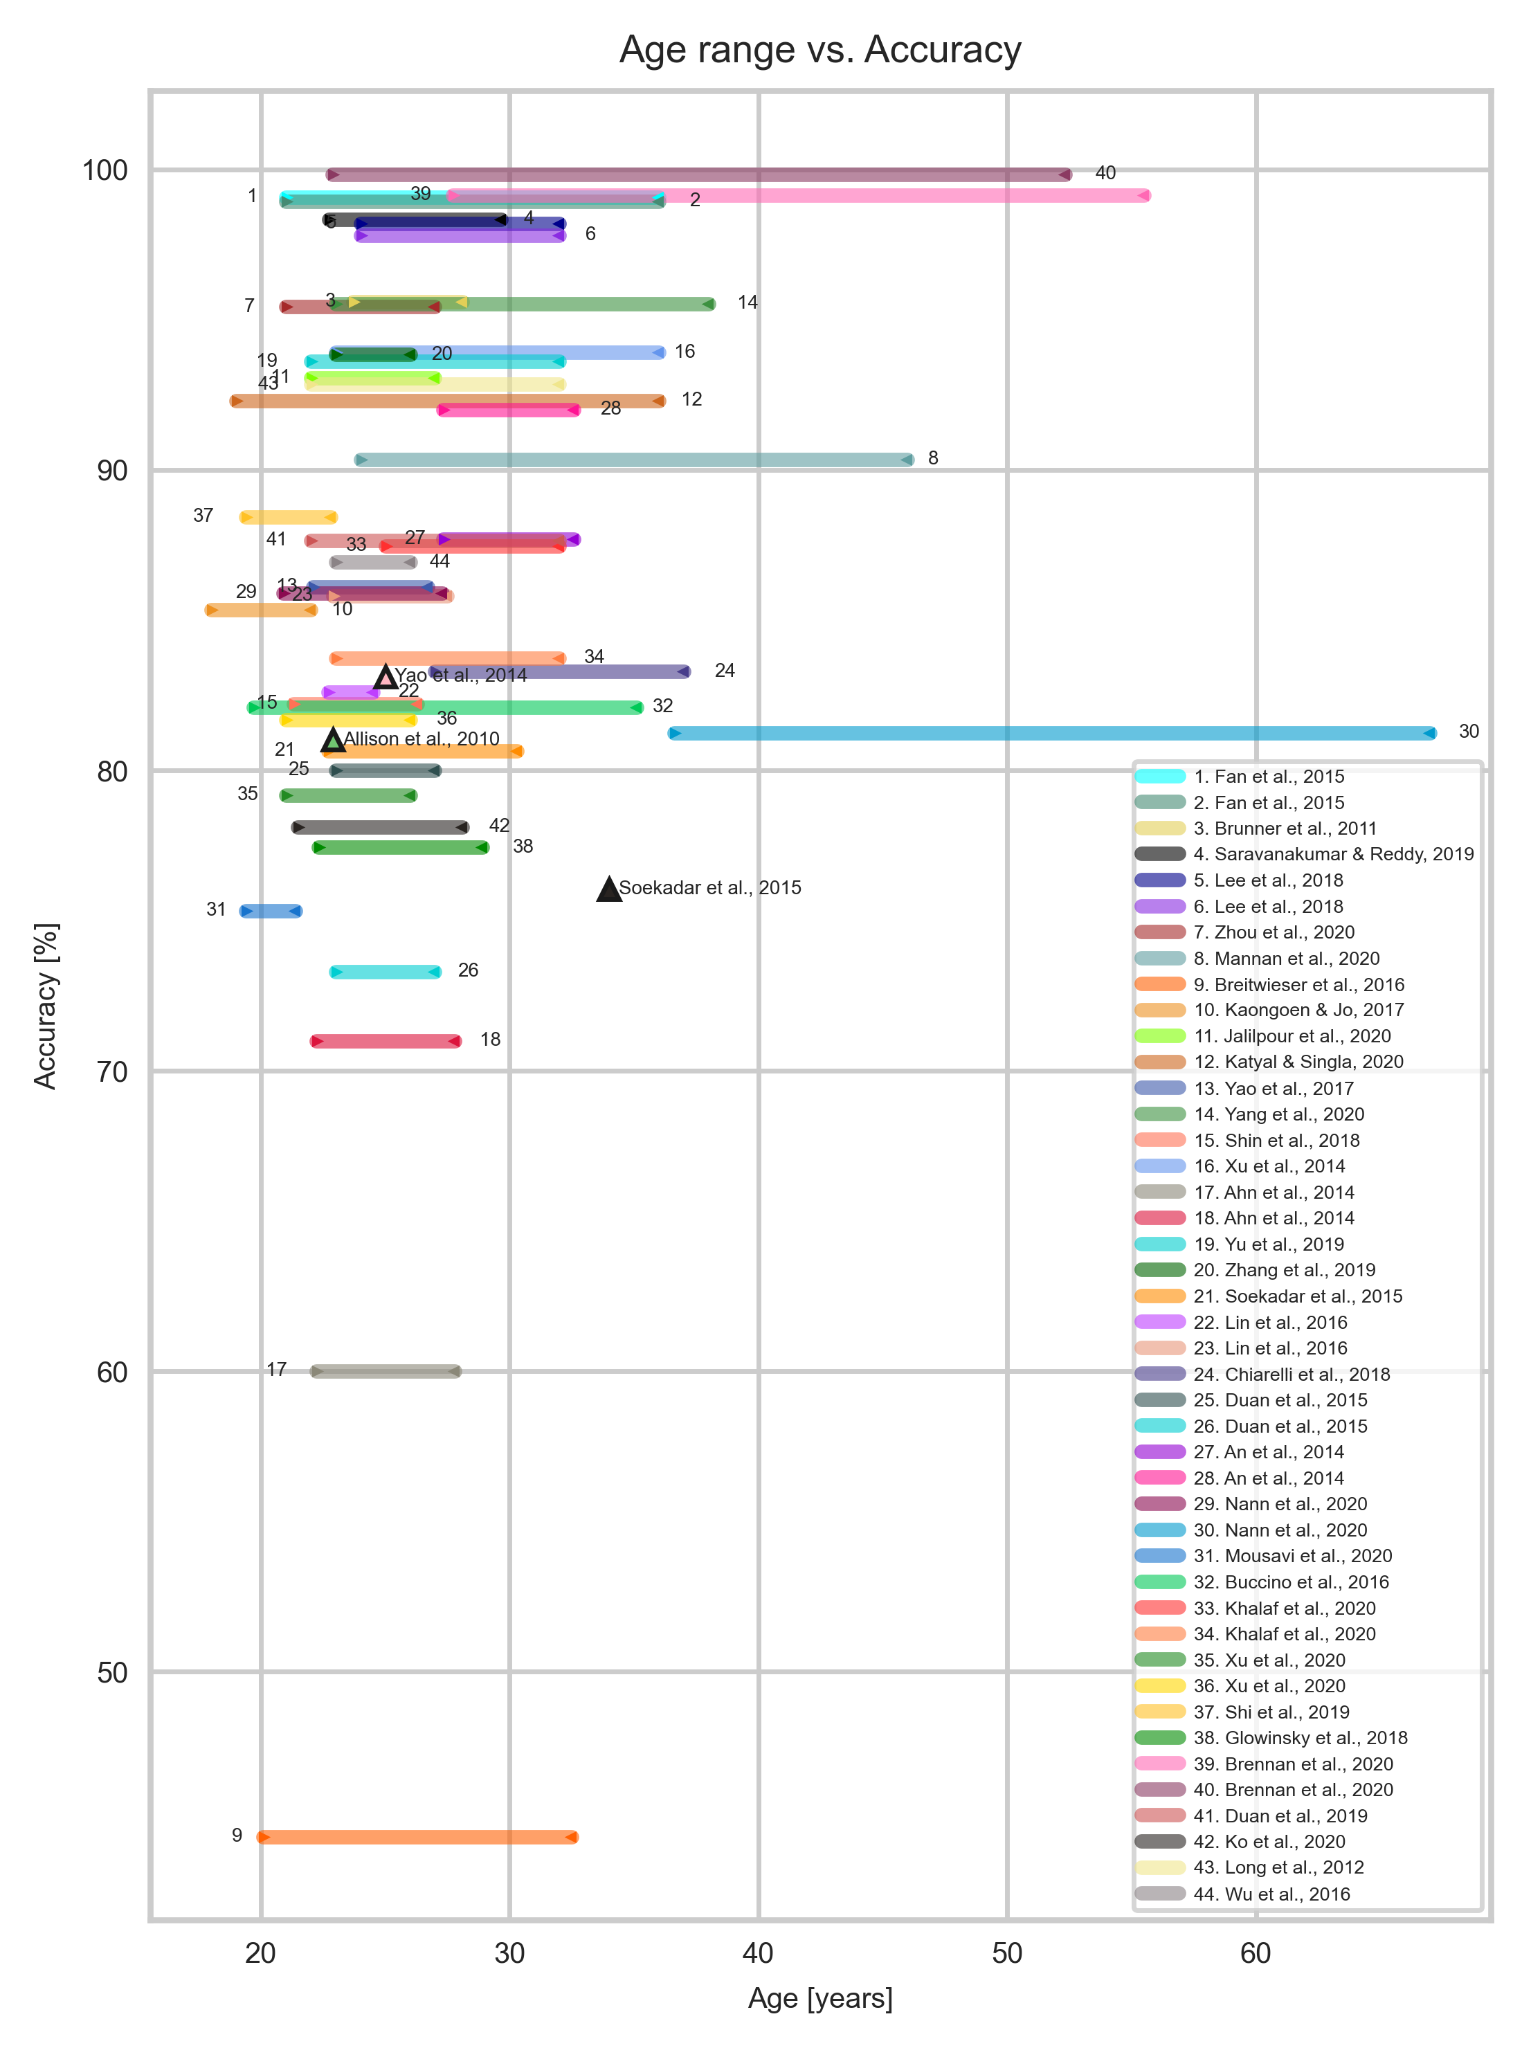 Age range vs. Accuracy
100
90
80
70
60
50
Accuracy [%]
20
30
40
50
60
Age [years]
40
1
39
2
5
4
6
7
3
14
20
16
19
11
43
12
28
8
37
41
33
27
44
13
29
23
10
34
24
Yao et al., 2014
22
15
32
36
30
Allison et al., 2010
21
25
35
42
38
Soekadar et al., 2015
31
26
18
17
9
1. Fan et al., 2015
2. Fan et al., 2015
3. Brunner et al., 2011
4. Saravanakumar & Reddy, 2019
5. Lee et al., 2018
6. Lee et al., 2018
7. Zhou et al., 2020
8. Mannan et al., 2020
9. Breitwieser et al., 2016
10. Kaongoen & Jo, 2017
11. Jalilpour et al., 2020
12. Katyal & Singla, 2020
13. Yao et al., 2017
14. Yang et al., 2020
15. Shin et al., 2018
16. Xu et al., 2014
17. Ahn et al., 2014
18. Ahn et al., 2014
19. Yu et al., 2019
20. Zhang et al., 2019
21. Soekadar et al., 2015
22. Lin et al., 2016
23. Lin et al., 2016
24. Chiarelli et al., 2018
25. Duan et al., 2015
26. Duan et al., 2015
27. An et al., 2014
28. An et al., 2014
29. Nann et al., 2020
30. Nann et al., 2020
31. Mousavi et al., 2020
32. Buccino et al., 2016
33. Khalaf et al., 2020
34. Khalaf et al., 2020
35. Xu et al., 2020
36. Xu et al., 2020
37. Shi et al., 2019
38. Glowinsky et al., 2018
39. Brennan et al., 2020
40. Brennan et al., 2020
41. Duan et al., 2019
42. Ko et al., 2020
43. Long et al., 2012
44. Wu et al., 2016